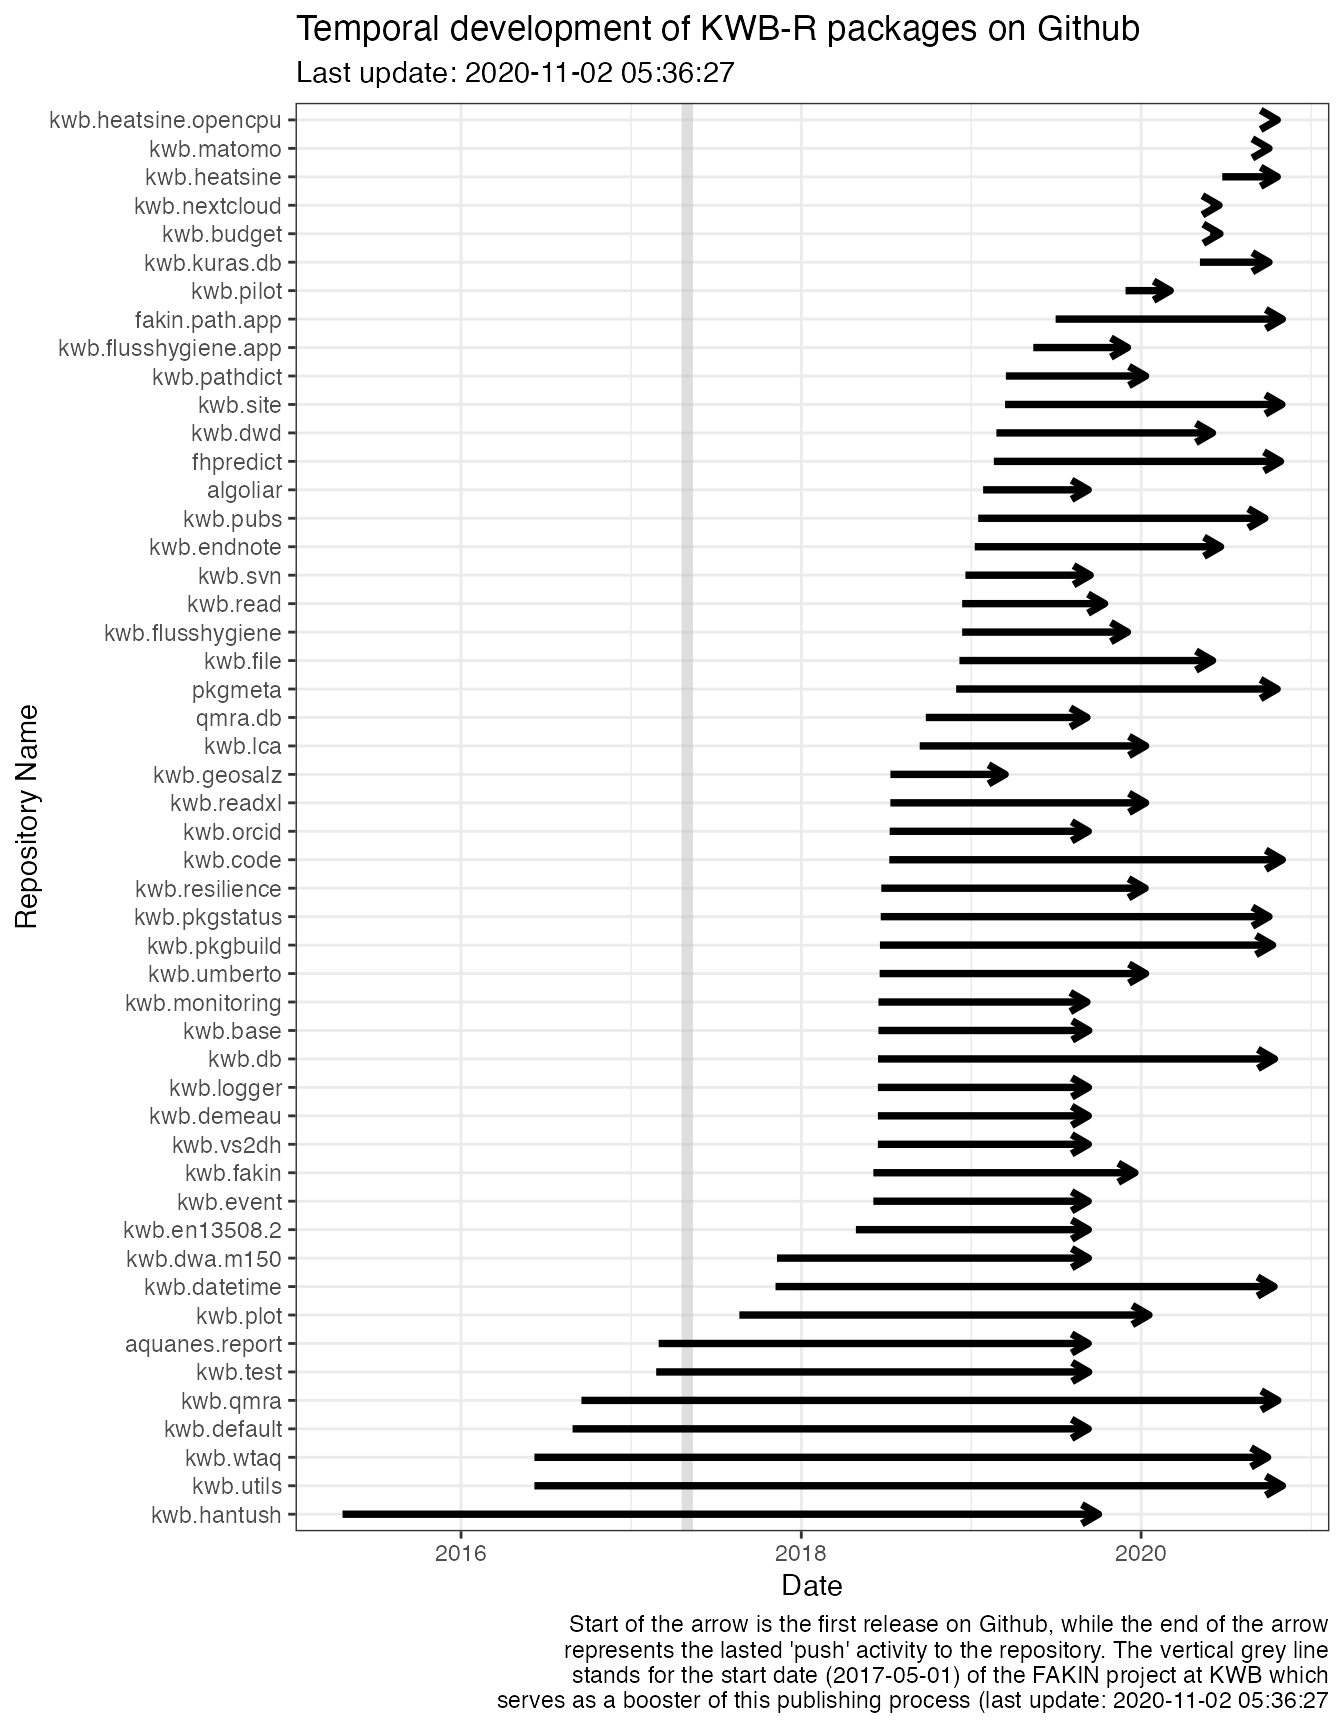 Temporal development of KWB-R packages on Github
Last update: 2020-11-02 05:36:27
kwb.heatsine.opencpu
kwb.matomo
kwb.heatsine
kwb.nextcloud
kwb.budget
kwb.kuras.db
kwb.pilot
fakin.path.app
kwb.flusshygiene.app
kwb.pathdict
kwb.site
kwb.dwd
fhpredict
algoliar
kwb.pubs
kwb.endnote
kwb.svn
kwb.read
kwb.flusshygiene
kwb.file
pkgmeta
qmra.db
kwb.lca
kwb.geosalz
kwb.readxl
kwb.orcid
kwb.code
kwb.resilience
kwb.pkgstatus
kwb.pkgbuild
kwb.umberto
kwb.monitoring
kwb.base
kwb.db
kwb.logger
kwb.demeau
kwb.vs2dh
kwb.fakin
kwb.event
kwb.en13508.2
kwb.dwa.m150
kwb.datetime
kwb.plot
aquanes.report
kwb.test
kwb.qmra
kwb.default
kwb.wtaq
kwb.utils
kwb.hantush
Repository Name
2016 2018 2020
Date
Start of the arrow is the first release on Github, while the end of the arrow
represents the lasted 'push' activity to the repository. The vertical grey line
stands for the start date (2017-05-01) of the FAKIN project at KWB which
serves as a booster of this publishing process (last update: 2020-11-02 05:36:27